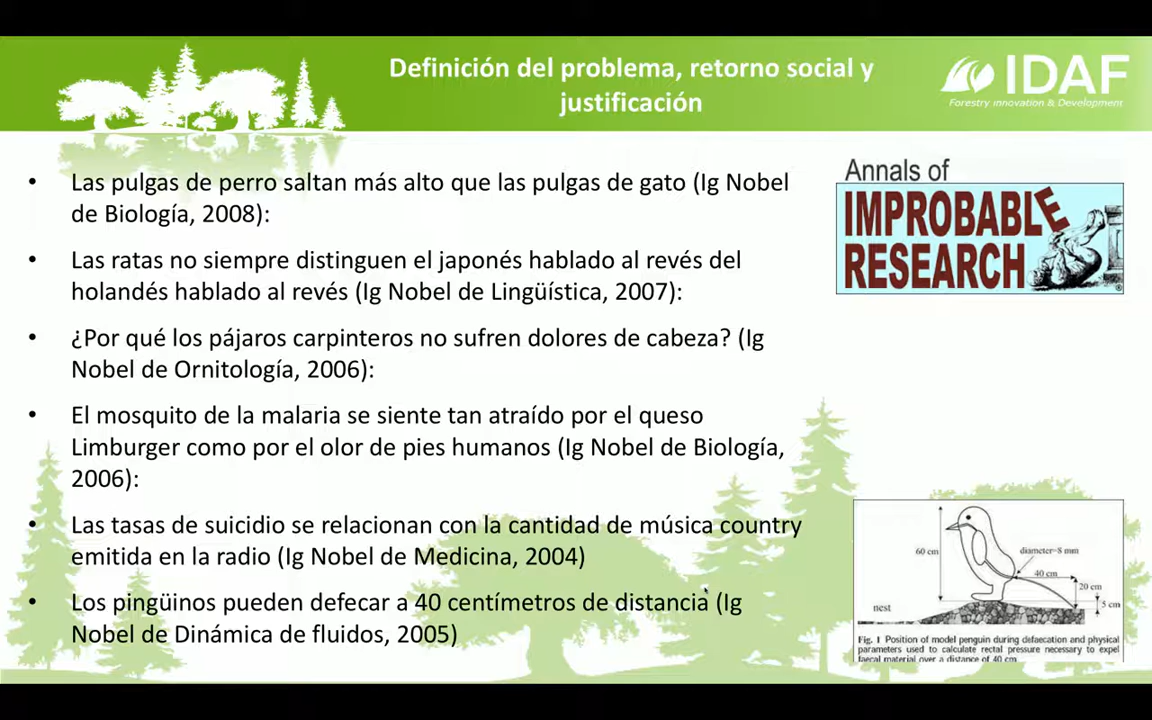 Definición del problema, retorno social y
justificación
IDAF
Forestry innovation & Development
• Las pulgas de perro saltan más alto que las pulgas de gato (Ig Nobel
de Biología, 2008):
• Las ratas no siempre distinguen el japonés hablado al revés del
holandés hablado al revés (Ig Nobel de Lingüística, 2007):
• ¿Por qué los pájaros carpinteros no sufren dolores de cabeza? (Ig
Nobel de Ornitología, 2006):
• El mosquito de la malaria se siente tan atraído por el queso
Limburger como por el olor de pies humanos (Ig Nobel de Biología,
2006):
• Las tasas de suicidio se relacionan con la cantidad de música country
emitida en la radio (Ig Nobel de Medicina, 2004)
• Los pingüinos pueden defecar a 40 centímetros de distancia (Ig
Nobel de Dinámica de fluidos, 2005)
Annals of
IMPROBABLE
RESEARCH
®
60 cm
diameter=8 mm
40 cm
20 cm
5 cm
nest
Fig. 1 Position of model penguin during defaecation and physical
parameters used to calculate rectal pressure necessary to expel
faecal material over a distance of 40 cm